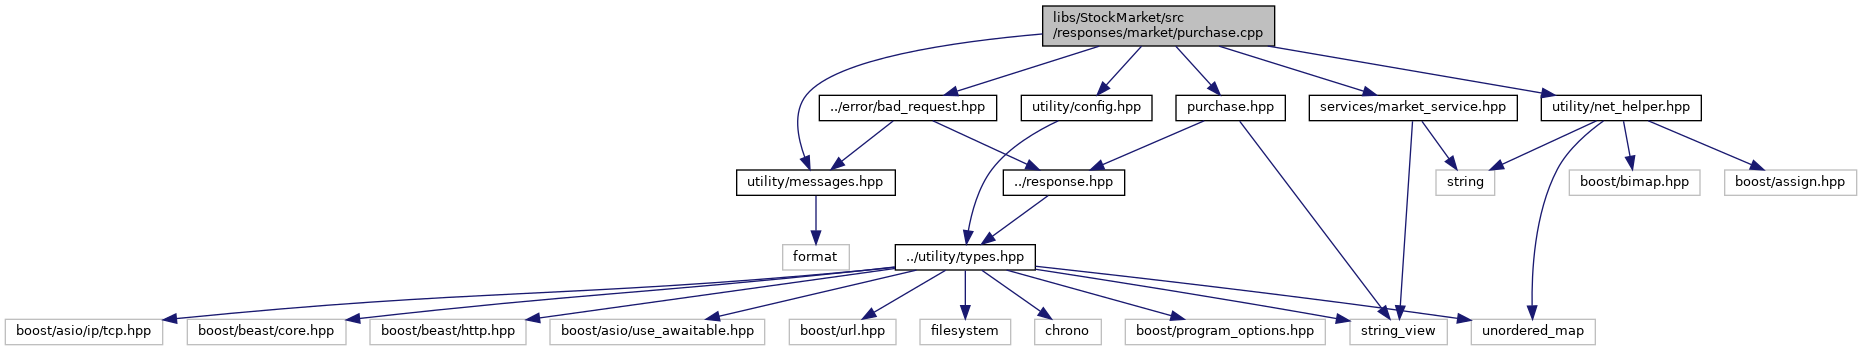 libs/StockMarket/src
/responses/market/purchase.cpp
../error/bad_request.hpp
utility/config.hpp
purchase.hpp
services/market_service.hpp
utility/net_helper.hpp
utility/messages.hpp
../response.hpp
string
boost/bimap.hpp
boost/assign.hpp
format
../utility/types.hpp
boost/asio/ip/tcp.hpp
boost/beast/core.hpp
boost/beast/http.hpp
boost/asio/use_awaitable.hpp
boost/url.hpp
filesystem
chrono
boost/program_options.hpp
string_view
unordered_map